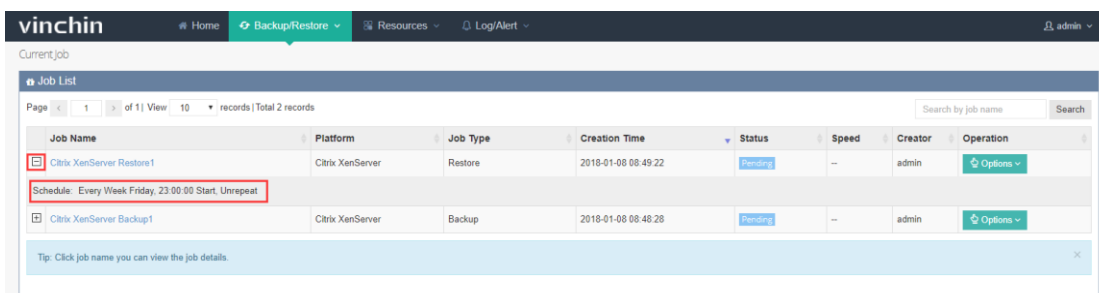 vinchin Home Backup/Restore Resources Log/Alert admin
Current Job
Job List
Page < 1 > of 1| View 10 records | Total 2 records Search by job name Search
Job Name Platform Job Type Creation Time Status Speed Creator Operation
Citrix XenServer Restore1 Citrix XenServer Restore 2018-01-08 08:49:22 Pending -- admin Options
Schedule: Every Week Friday, 23:00:00 Start, Unrepeat
Citrix XenServer Backup1 Citrix XenServer Backup 2018-01-08 08:48:28 Pending -- admin Options
Tip: Click job name you can view the job details.